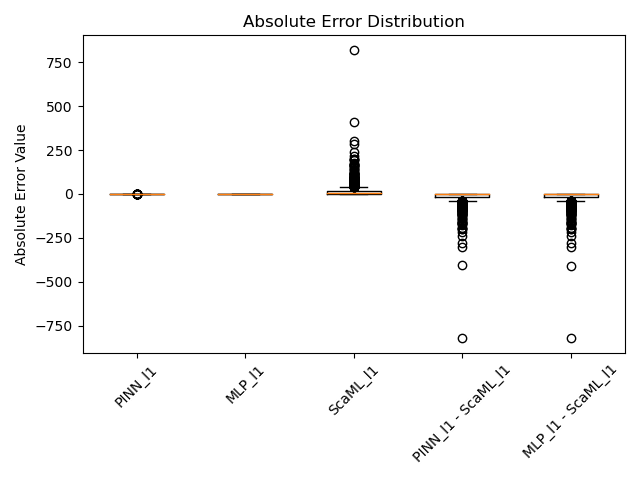 Absolute Error Distribution
Absolute Error Value
750
500
250
0
−250
−500
−750
PINN_l1
MLP_l1
ScaML_l1
PINN_l1 - ScaML_l1
MLP_l1 - ScaML_l1